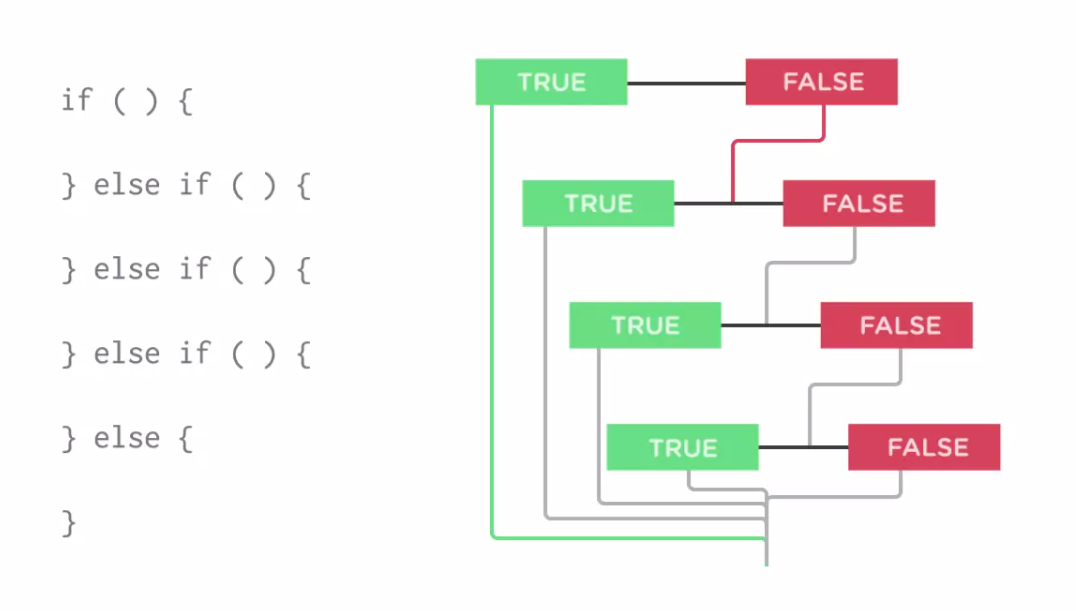 if ( ) {
} else if ( ) {
} else if ( ) {
} else if ( ) {
} else {
}
TRUE FALSE
TRUE FALSE
TRUE FALSE
TRUE FALSE